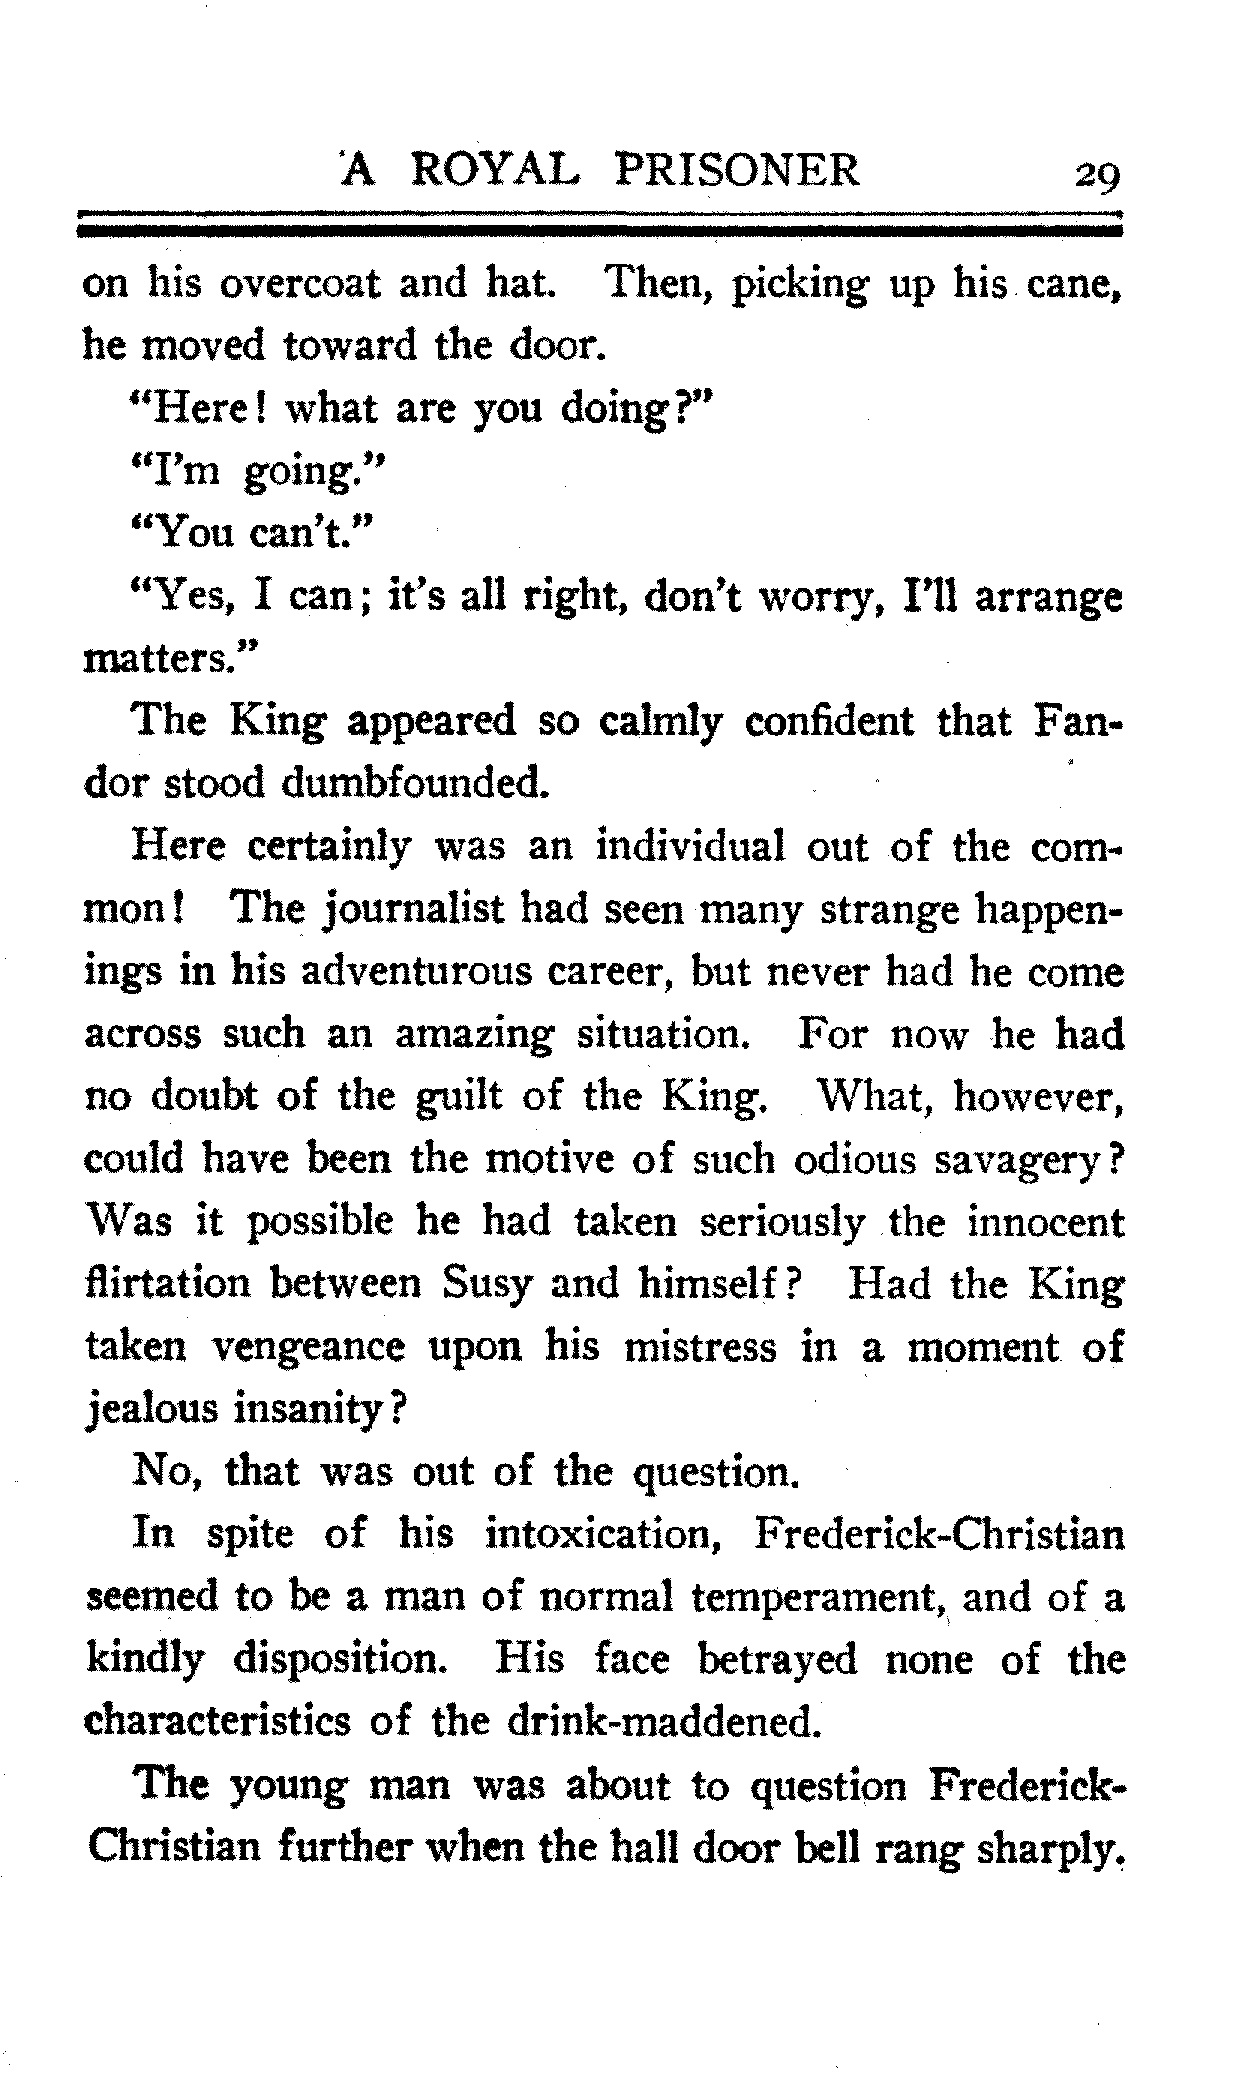 A ROYAL PRISONER 29
on his overcoat and hat. Then, picking up his cane,
he moved toward the door.
"Here! what are you doing?"
"I'm going."
"You can't."
"Yes, I can; it's all right, don't worry, I'll arrange
matters."
The King appeared so calmly confident that Fan-
dor stood dumbfounded.
Here certainly was an individual out of the com-
mon! The journalist had seen many strange happen-
ings in his adventurous career, but never had he come
across such an amazing situation. For now he had
no doubt of the guilt of the King. What, however,
could have been the motive of such odious savagery?
Was it possible he had taken seriously the innocent
flirtation between Susy and himself? Had the King
taken vengeance upon his mistress in a moment of
jealous insanity?
No, that was out of the question.
In spite of his intoxication, Frederick-Christian
seemed to be a man of normal temperament, and of a
kindly disposition. His face betrayed none of the
characteristics of the drink-maddened.
The young man was about to question Frederick-
Christian further when the hall door bell rang sharply.